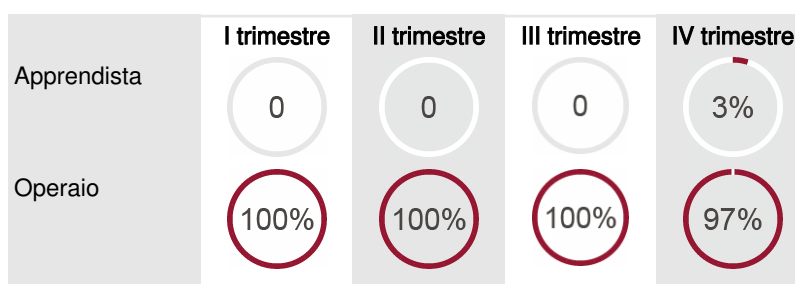 I trimestre II trimestre III trimestre IV trimestre
Apprendista 0 0 0 3%
Operaio 100% 100% 100% 97%